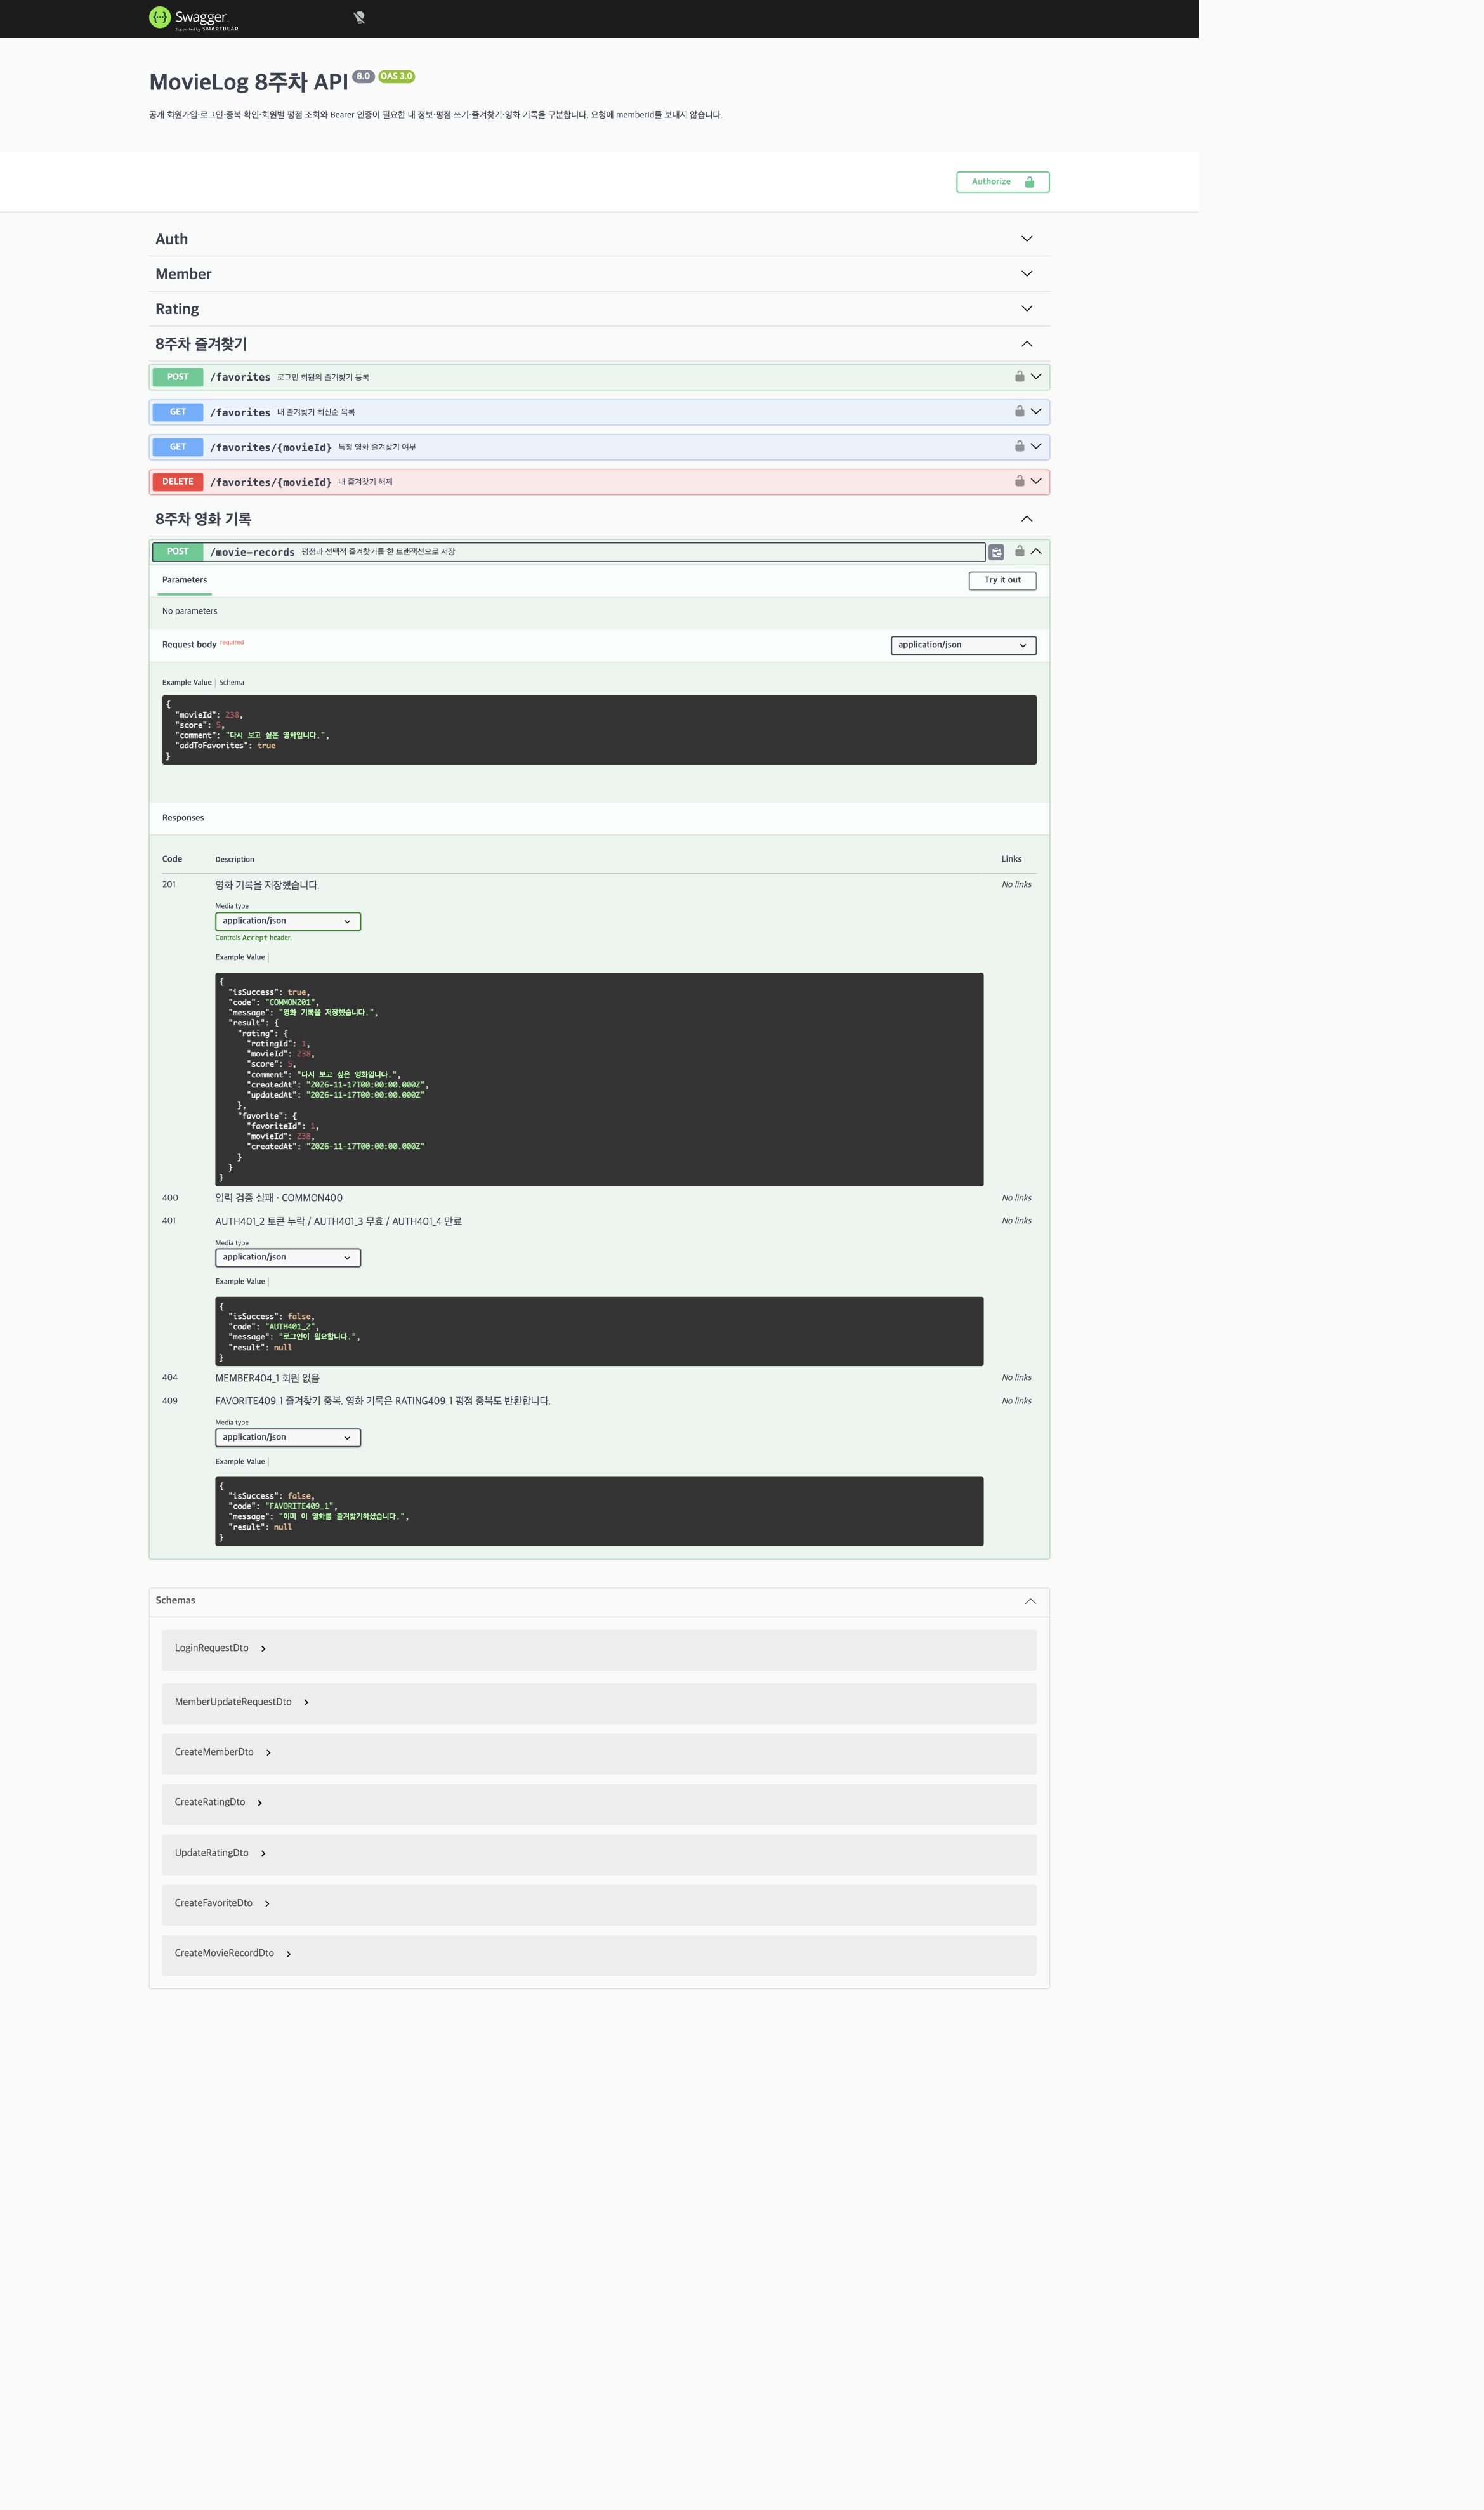 Swagger
Supported by SMARTBEAR
MovieLog 8주차 API 8.0 OAS 3.0
공개 회원가입·로그인·중복 확인·회원별 평점 조회와 Bearer 인증이 필요한 내 정보·평점 쓰기·즐겨찾기·영화 기록을 구분합니다. 요청에 memberId를 보내지 않습니다.
Authorize
Auth
Member
Rating
8주차 즐겨찾기
POST /favorites 로그인 회원의 즐겨찾기 등록
GET /favorites 내 즐겨찾기 최신순 목록
GET /favorites/{movieId} 특정 영화 즐겨찾기 여부
DELETE /favorites/{movieId} 내 즐겨찾기 해제
8주차 영화 기록
POST /movie-records 평점과 선택적 즐겨찾기를 한 트랜잭션으로 저장
Parameters Try it out
No parameters
Request body required application/json
Example Value Schema
{
"movieId": 238,
"score": 5,
"comment": "다시 보고 싶은 영화입니다.",
"addToFavorites": true
}
Responses
Code Description Links
201 영화 기록을 저장했습니다. No links
Media type
application/json
Controls Accept header.
Example Value
{
"isSuccess": true,
"code": "COMMON201",
"message": "영화 기록을 저장했습니다.",
"result": {
"rating": {
"ratingId": 1,
"movieId": 238,
"score": 5,
"comment": "다시 보고 싶은 영화입니다.",
"createdAt": "2026-11-17T00:00:00.000Z",
"updatedAt": "2026-11-17T00:00:00.000Z"
},
"favorite": {
"favoriteId": 1,
"movieId": 238,
"createdAt": "2026-11-17T00:00:00.000Z"
}
}
}
400 입력 검증 실패 · COMMON400 No links
401 AUTH401_2 토큰 누락 / AUTH401_3 무효 / AUTH401_4 만료 No links
Media type
application/json
Example Value
{
"isSuccess": false,
"code": "AUTH401_2",
"message": "로그인이 필요합니다.",
"result": null
}
404 MEMBER404_1 회원 없음 No links
409 FAVORITE409_1 즐겨찾기 중복. 영화 기록은 RATING409_1 평점 중복도 반환합니다. No links
Media type
application/json
Example Value
{
"isSuccess": false,
"code": "FAVORITE409_1",
"message": "이미 이 영화를 즐겨찾기하셨습니다.",
"result": null
}
Schemas
LoginRequestDto
MemberUpdateRequestDto
CreateMemberDto
CreateRatingDto
UpdateRatingDto
CreateFavoriteDto
CreateMovieRecordDto